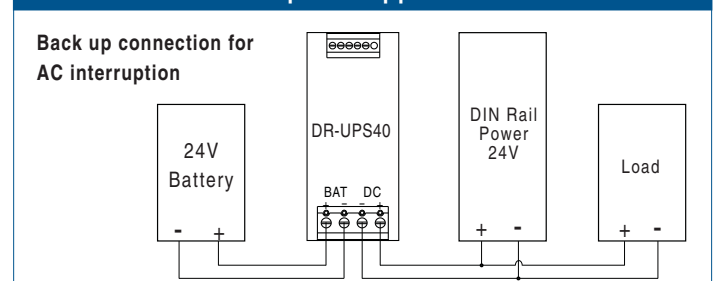 Back up connection for
AC interruption
DR-UPS40
24V
Battery
DIN Rail
Power
24V
Load
BAT DC
+ - - +
- +
+ -
+ -